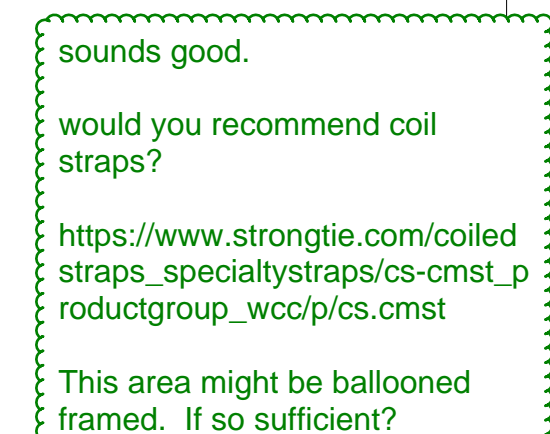 sounds good.
would you recommend coil
straps?
https://www.strongtie.com/coiled
straps_specialtystraps/cs-cmst_p
roductgroup_wcc/p/cs.cmst
This area might be ballooned
framed.  If so sufficient?